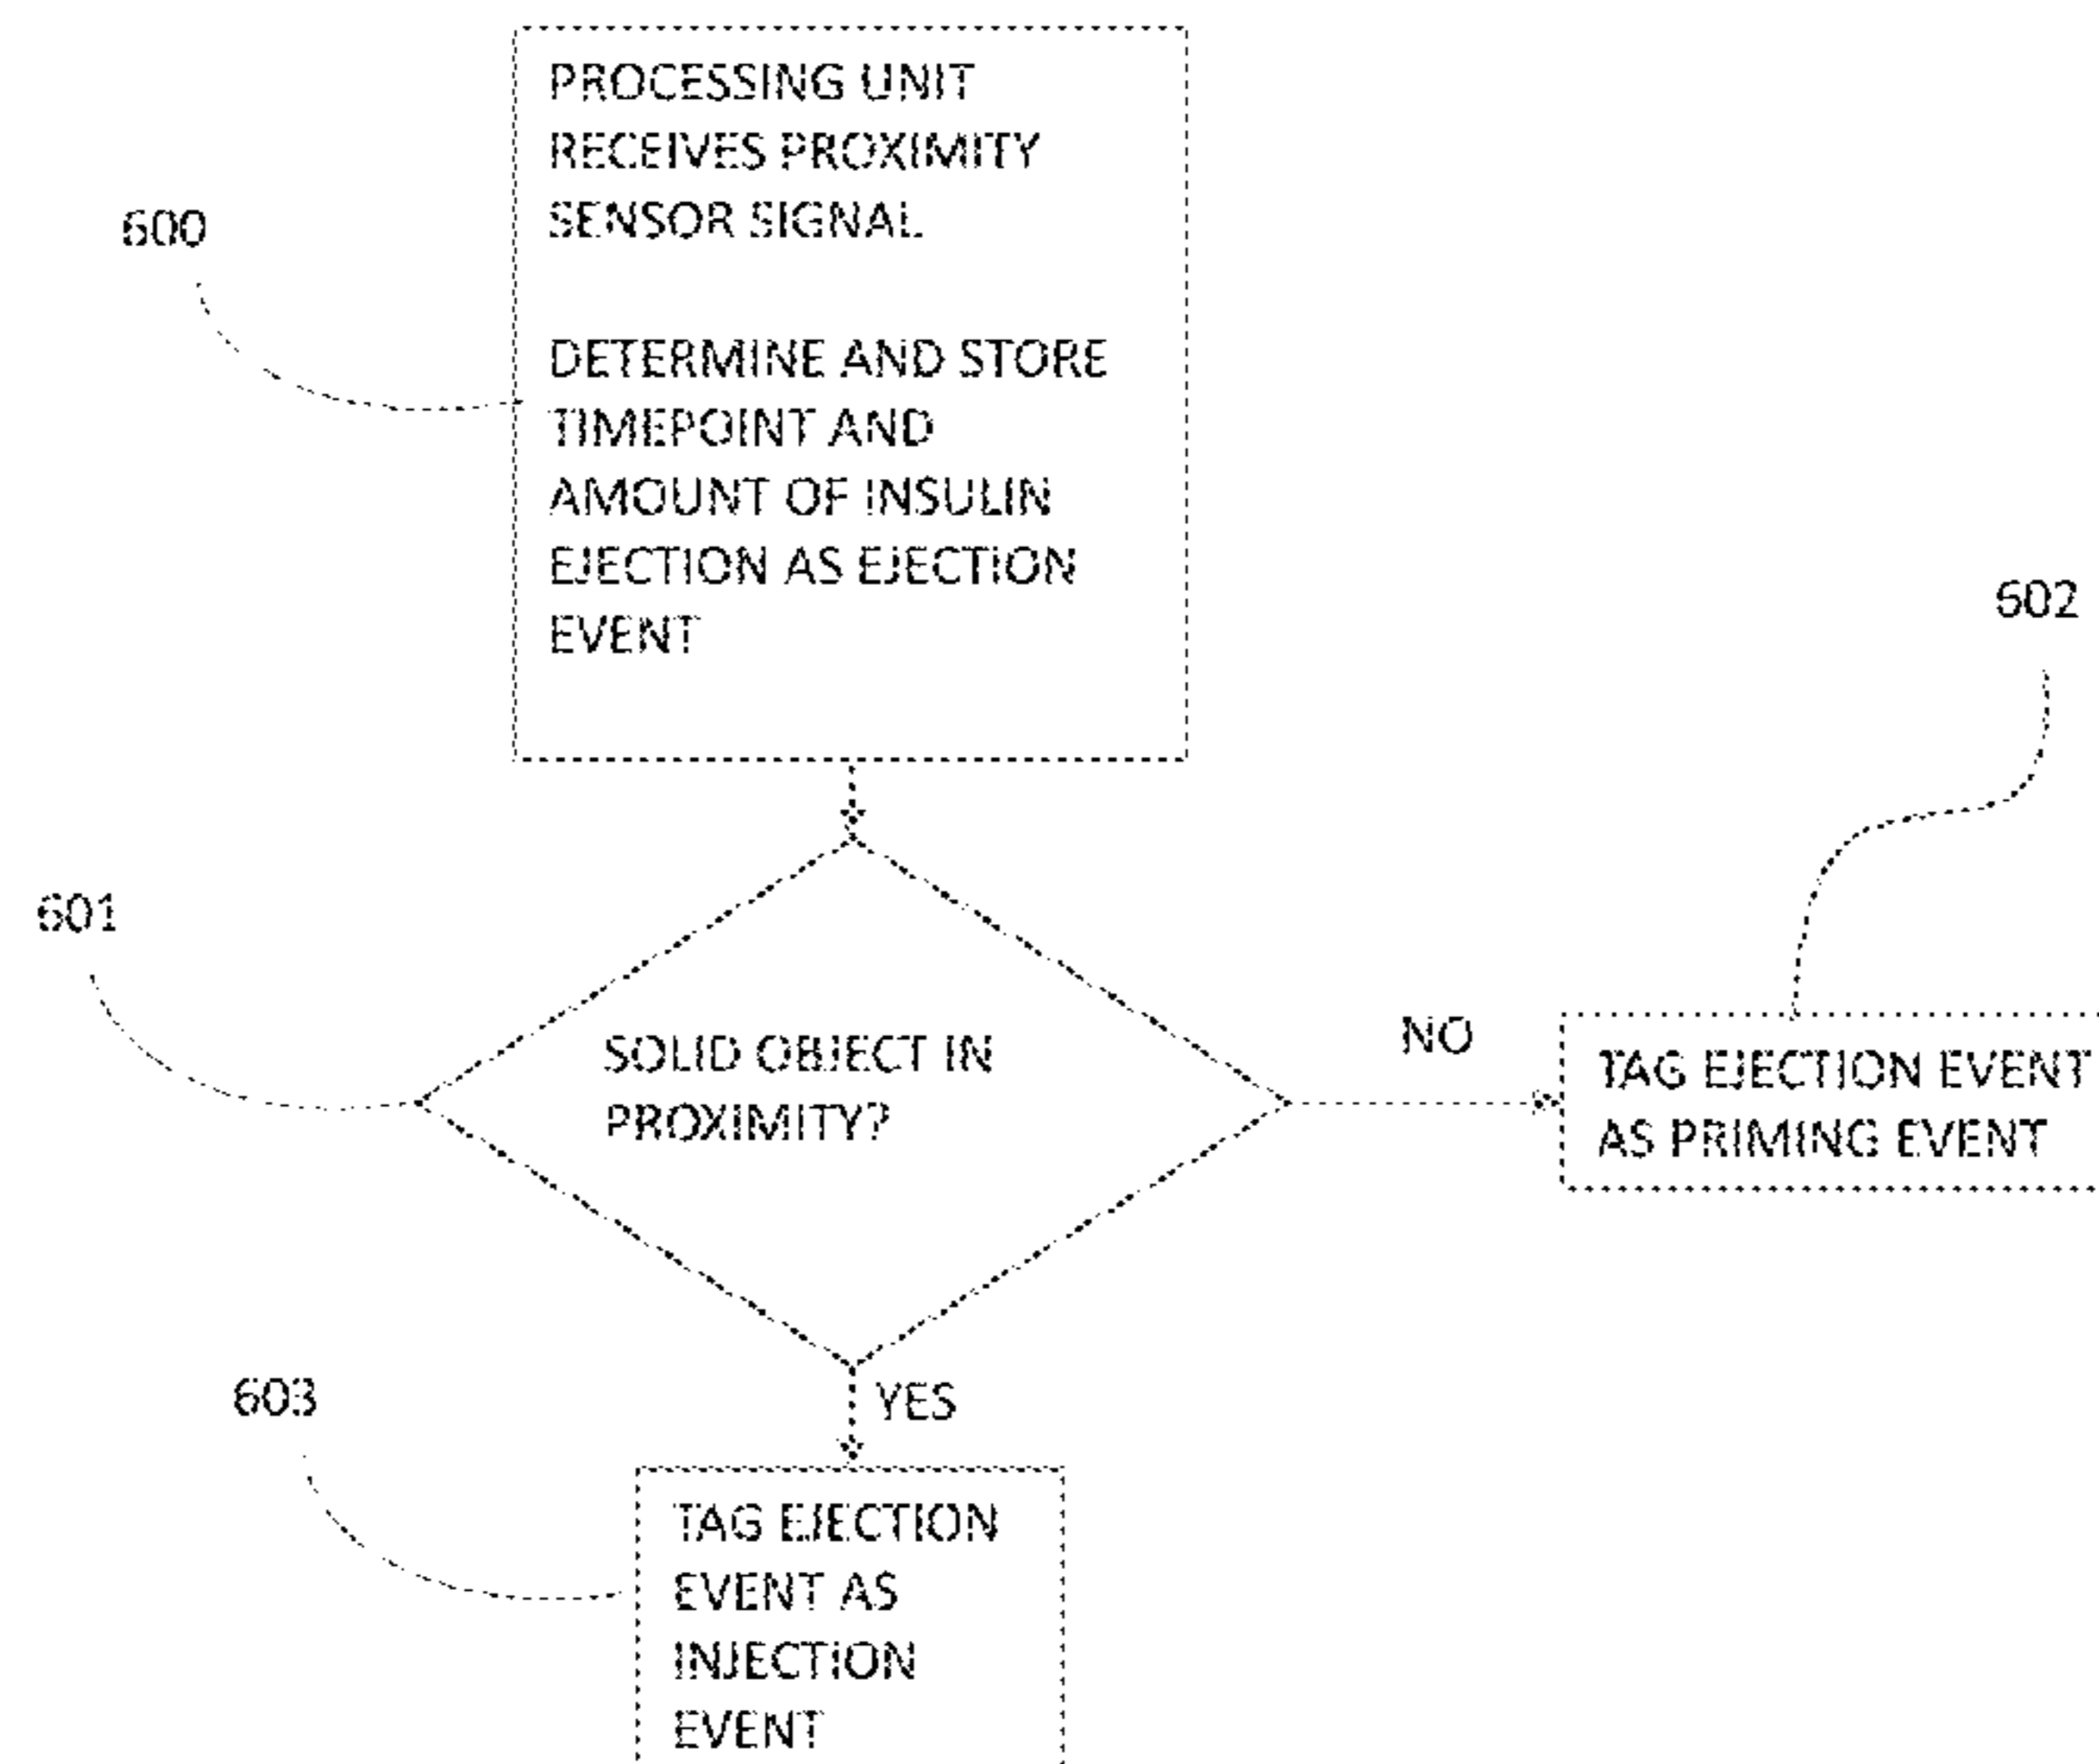 PROCESSING UNIT
RECEIVES PROXIMITY
SENSOR SIGNAL
600
DETERMINE AND STORE
TIMEPOINT AND
AMOUNT OF INSULIN
EJECTION AS EJECTION
EVENT
602
601
SOLID OBJECT IN
PROXIMITY?
NO
TAG EJECTION EVENT
AS PRIMING EVENT
YES
603
TAG EJECTION
EVENT AS
INJECTION
EVENT